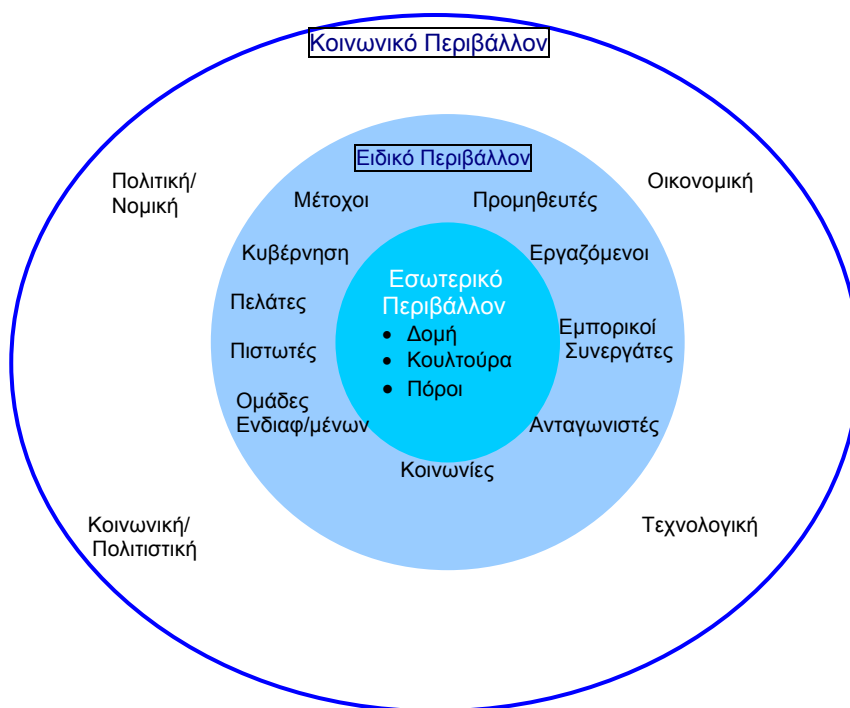 Κοινωνικό Περιβάλλον
Ειδικό Περιβάλλον
Πολιτική/
Νομική
Οικονομική
Μέτοχοι
Προμηθευτές
Κυβέρνηση
Εργαζόμενοι
Εσωτερικό
Περιβάλλον
• Δομή
• Κουλτούρα
• Πόροι
Πελάτες
Εμπορικοί
Συνεργάτες
Πιστωτές
Ομάδες
Ενδιαφ/μένων
Ανταγωνιστές
Κοινωνίες
Κοινωνική/
Πολιτιστική
Τεχνολογική